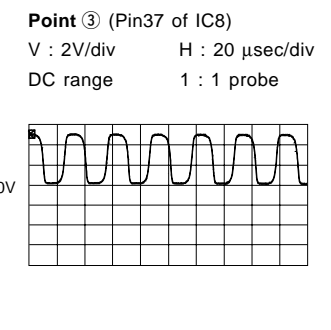 Point ③ (Pin37 of IC8)
V : 2V/div H : 20 μsec/div
DC range 1 : 1 probe
0V